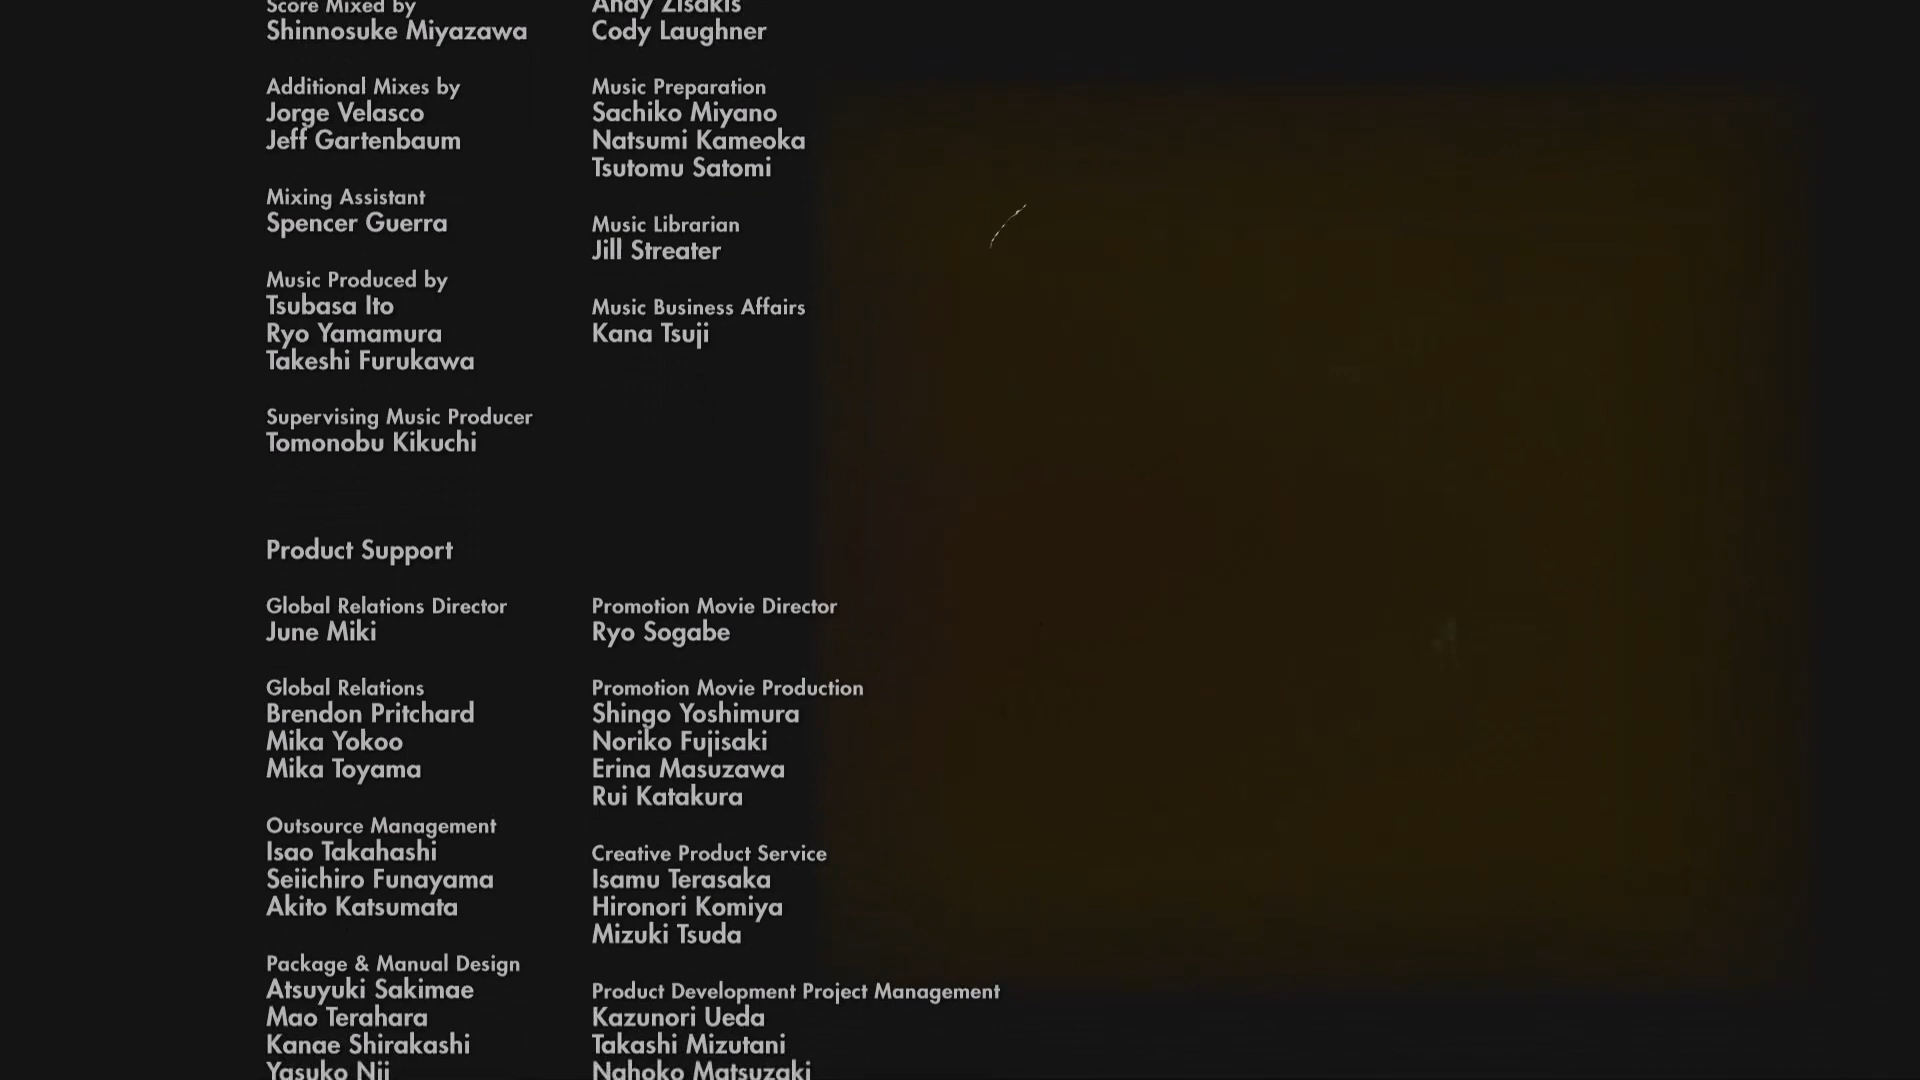 Score Mixed by
Shinnosuke Miyazawa
Additional Mixes by
Jorge Velasco
Jeff Gartenbaum
Mixing Assistant
Spencer Guerra
Music Produced by
Tsubasa Ito
Ryo Yamamura
Takeshi Furukawa
Supervising Music Producer
Tomonobu Kikuchi
Andy Zisakis
Cody Laughner
Music Preparation
Sachiko Miyano
Natsumi Kameoka
Tsutomu Satomi
Music Librarian
Jill Streater
Music Business Affairs
Kana Tsuji
Product Support
Global Relations Director
June Miki
Global Relations
Brendon Pritchard
Mika Yokoo
Mika Toyama
Outsource Management
Isao Takahashi
Seiichiro Funayama
Akito Katsumata
Package & Manual Design
Atsuyuki Sakimae
Mao Terahara
Kanae Shirakashi
Yasuko Nii
Promotion Movie Director
Ryo Sogabe
Promotion Movie Production
Shingo Yoshimura
Noriko Fujisaki
Erina Masuzawa
Rui Katakura
Creative Product Service
Isamu Terasaka
Hironori Komiya
Mizuki Tsuda
Product Development Project Management
Kazunori Ueda
Takashi Mizutani
Nahoko Matsuzaki